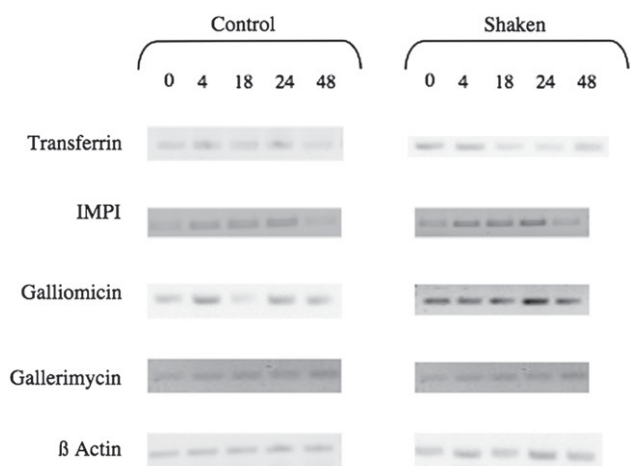 Control Shaken
0 4 18 24 48 0 4 18 24 48
Transferrin
IMPI
Galliomicin
Gallerimycin
ß Actin